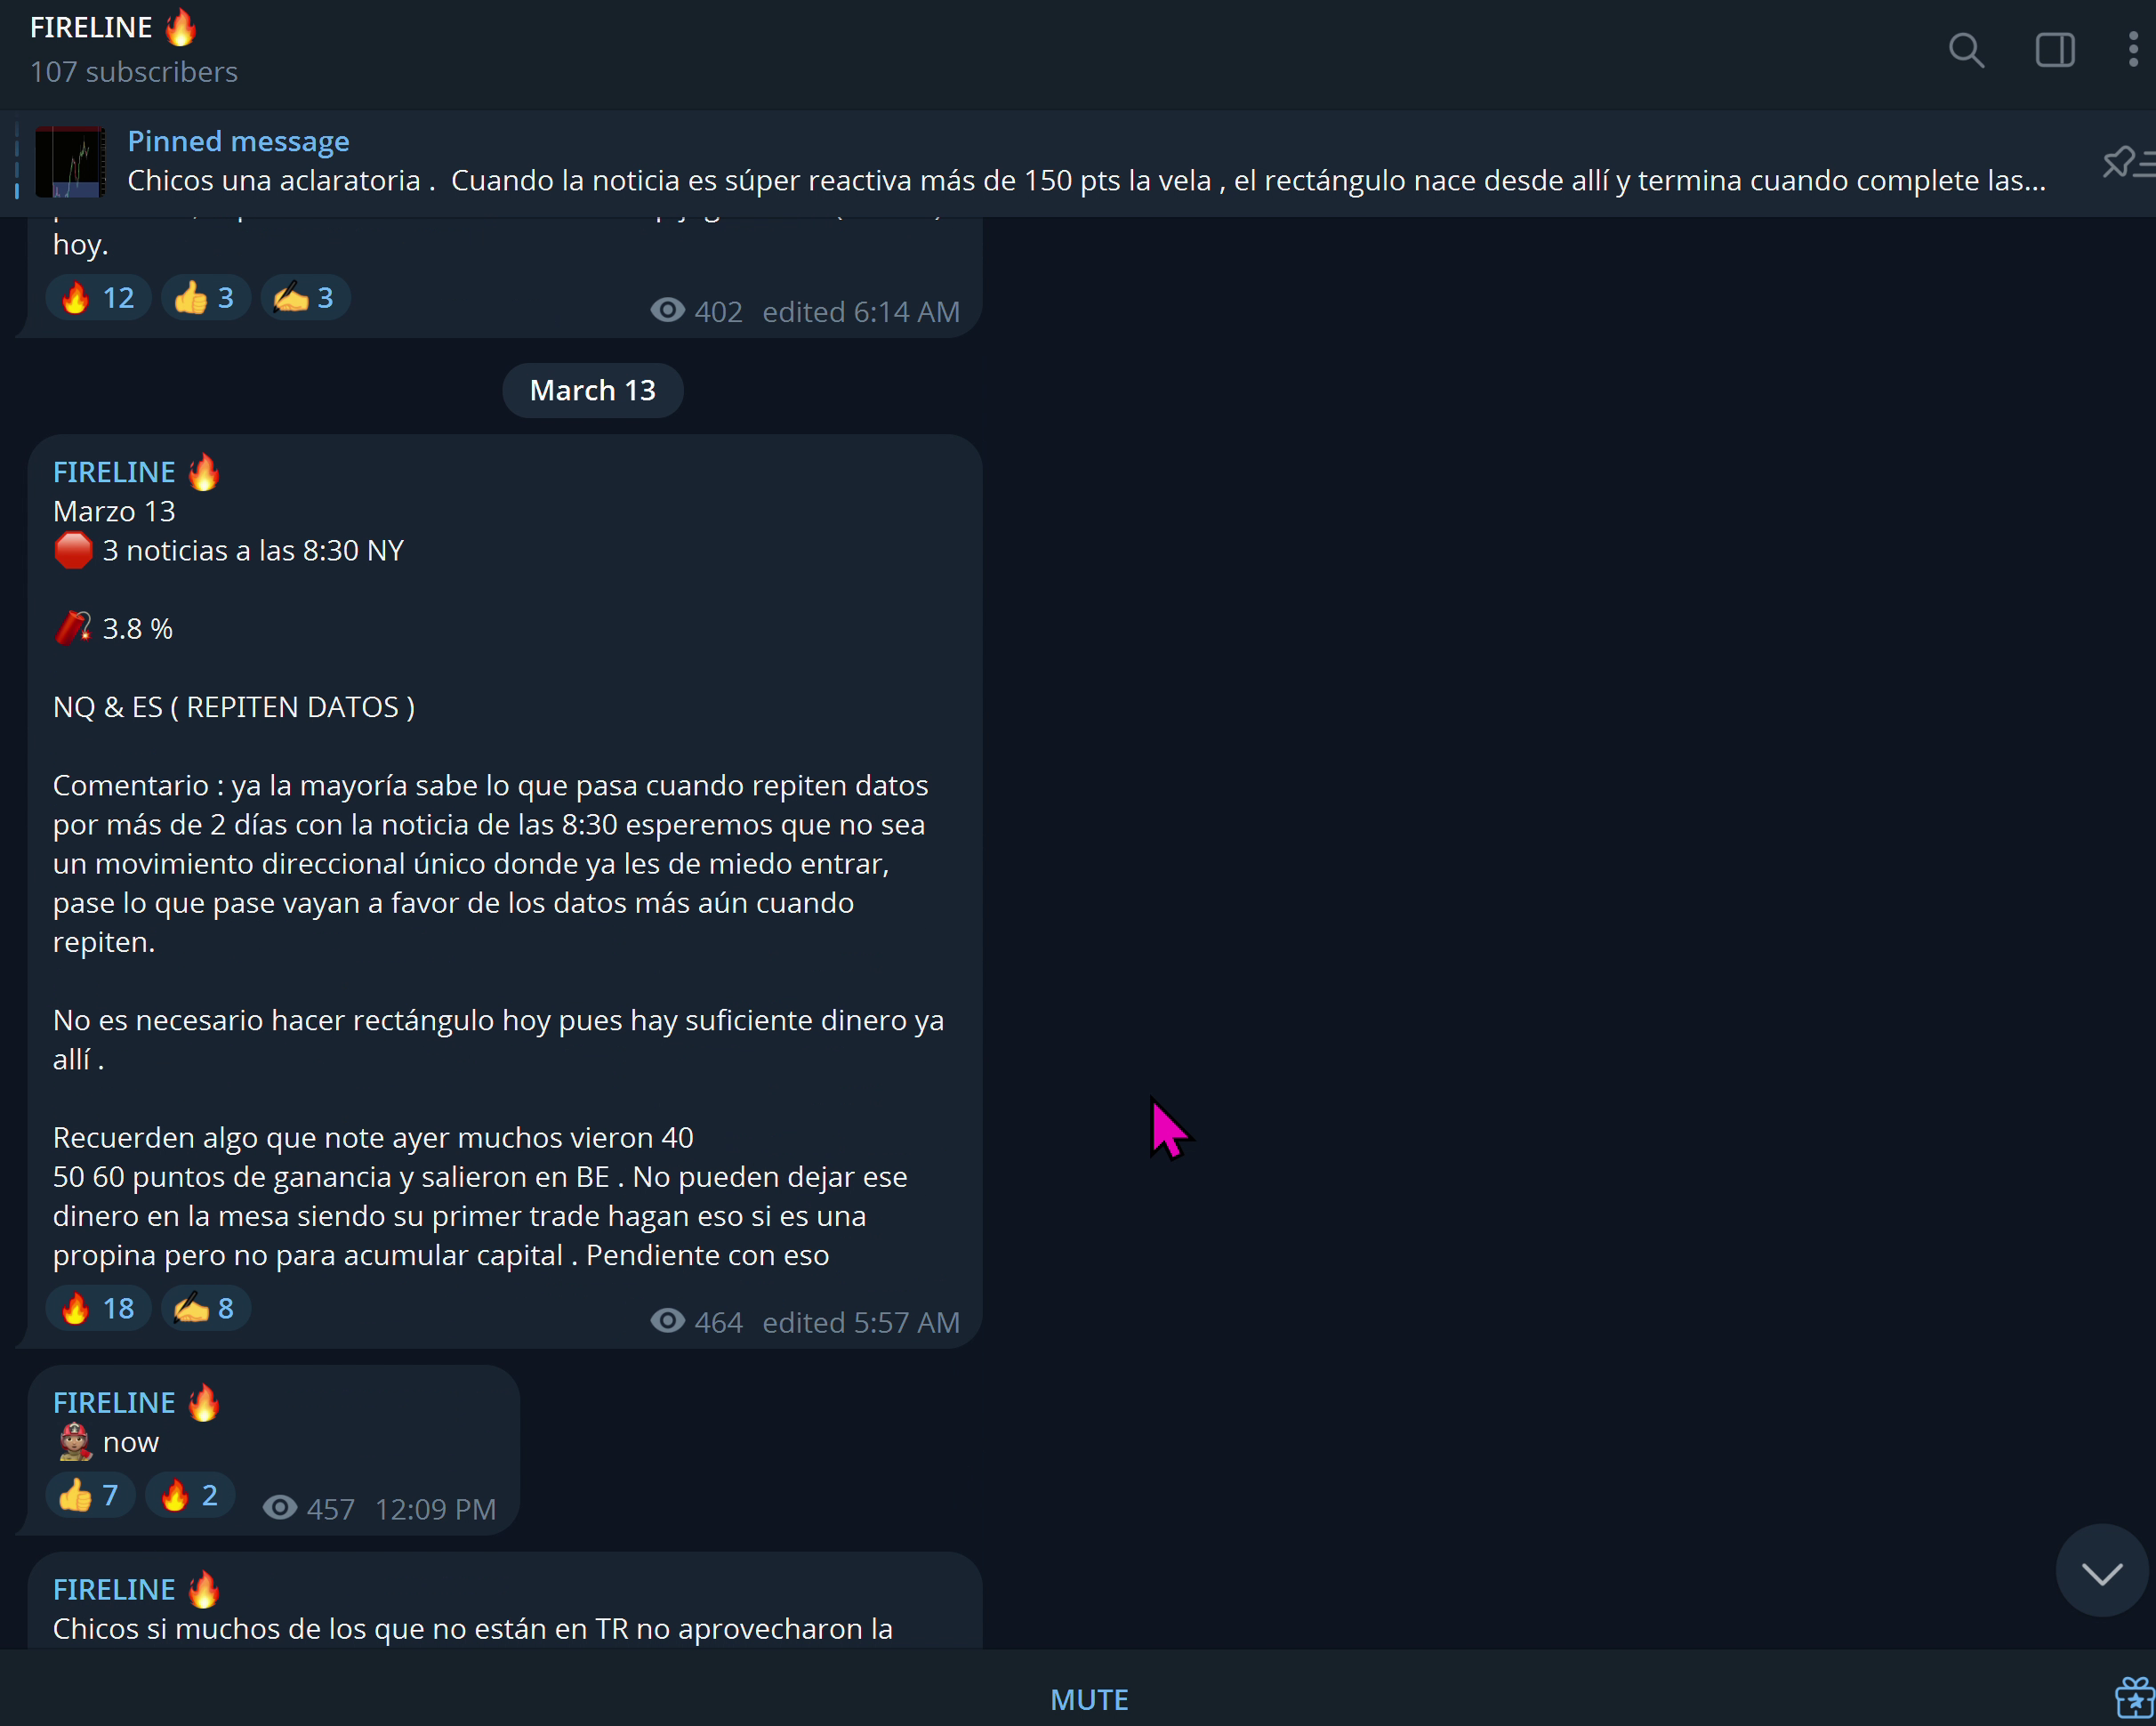 FIRELINE 🔥
107 subscribers
Pinned message
Chicos una aclaratoria .  Cuando la noticia es súper reactiva más de 150 pts la vela , el rectángulo nace desde allí y termina cuando complete las...
hoy.
🔥 12 👍 3 ✍️ 3 402 edited 6:14 AM
March 13
FIRELINE 🔥
Marzo 13
🛑 3 noticias a las 8:30 NY
🧨 3.8 %
NQ & ES ( REPITEN DATOS )
Comentario : ya la mayoría sabe lo que pasa cuando repiten datos
por más de 2 días con la noticia de las 8:30 esperemos que no sea
un movimiento direccional único donde ya les de miedo entrar,
pase lo que pase vayan a favor de los datos más aún cuando
repiten.
No es necesario hacer rectángulo hoy pues hay suficiente dinero ya
allí .
Recuerden algo que note ayer muchos vieron 40
50 60 puntos de ganancia y salieron en BE . No pueden dejar ese
dinero en la mesa siendo su primer trade hagan eso si es una
propina pero no para acumular capital . Pendiente con eso
🔥 18 ✍️ 8 464 edited 5:57 AM
FIRELINE 🔥
🧑🏽‍🚒 now
👍 7 🔥 2 457 12:09 PM
FIRELINE 🔥
Chicos si muchos de los que no están en TR no aprovecharon la
MUTE